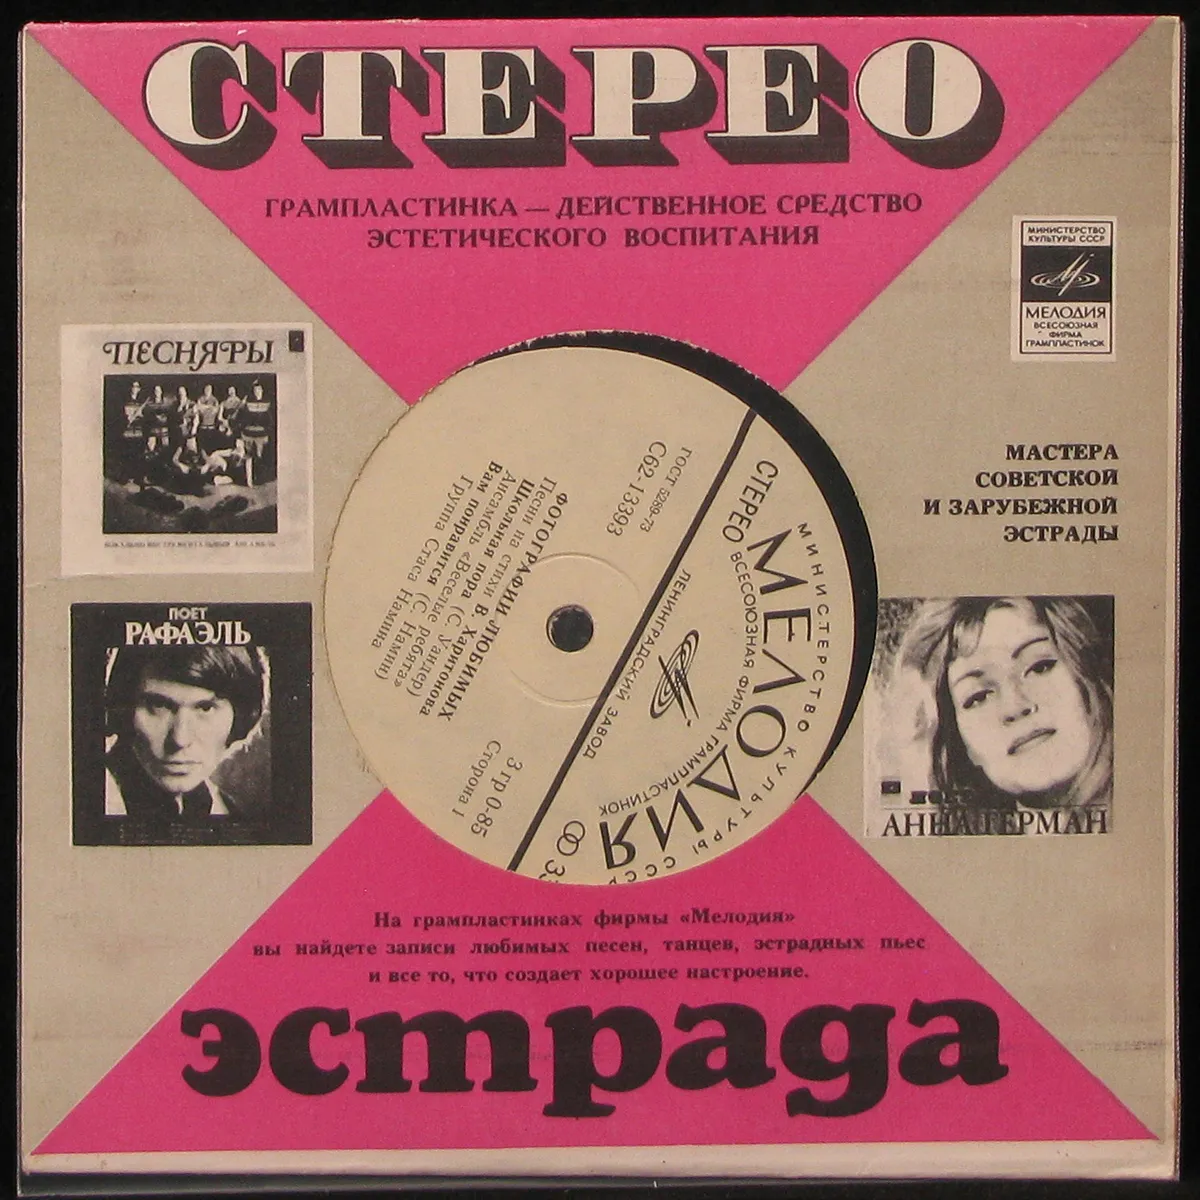 СТЕРЕО
ГРАМПЛАСТИНКА — ДЕЙСТВЕННОЕ СРЕДСТВО
ЭСТЕТИЧЕСКОГО ВОСПИТАНИЯ
МИНИСТЕРСТВО
КУЛЬТУРЫ СССР
МЕЛОДИЯ
ВСЕСОЮЗНАЯ
ФИРМА
ГРАМПЛАСТИНОК
ПЕСНЯРЫ
МАСТЕРА
СОВЕТСКОЙ
И ЗАРУБЕЖНОЙ
ЭСТРАДЫ
ПОЕТ
РАФАЭЛЬ
АННА ГЕРМАН
МИНИСТЕРСТВО КУЛЬТУРЫ СССР
МЕЛОДИЯ
ВСЕСОЮЗНАЯ ФИРМА ГРАМПЛАСТИНОК
СТЕРЕО
33
ЛЕНИНГРАДСКИЙ ЗАВОД
ГОСТ 5289-73
С62-13393
3 гр 0-85
Сторона 1
ФОТОГРАФИИ ЛЮБИМЫХ
Песни на стихи В. Харитонова
Школьная пора (С. Уандер)
Ансамбль «Веселые ребята»
Вам понравится (С. Намин)
Группа Стаса Намина
На грампластинках фирмы «Мелодия»
вы найдете записи любимых песен, танцев, эстрадных пьес
и все то, что создает хорошее настроение.
эстрада